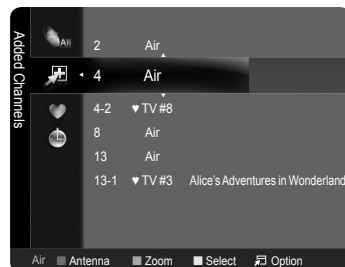 Added Channels
All
2 Air
4 Air
4-2 ♥ TV #8
8 Air
13 Air
13-1 ♥ TV #3 Alice's Adventures in Wonderland
Air Antenna Zoom Select Option